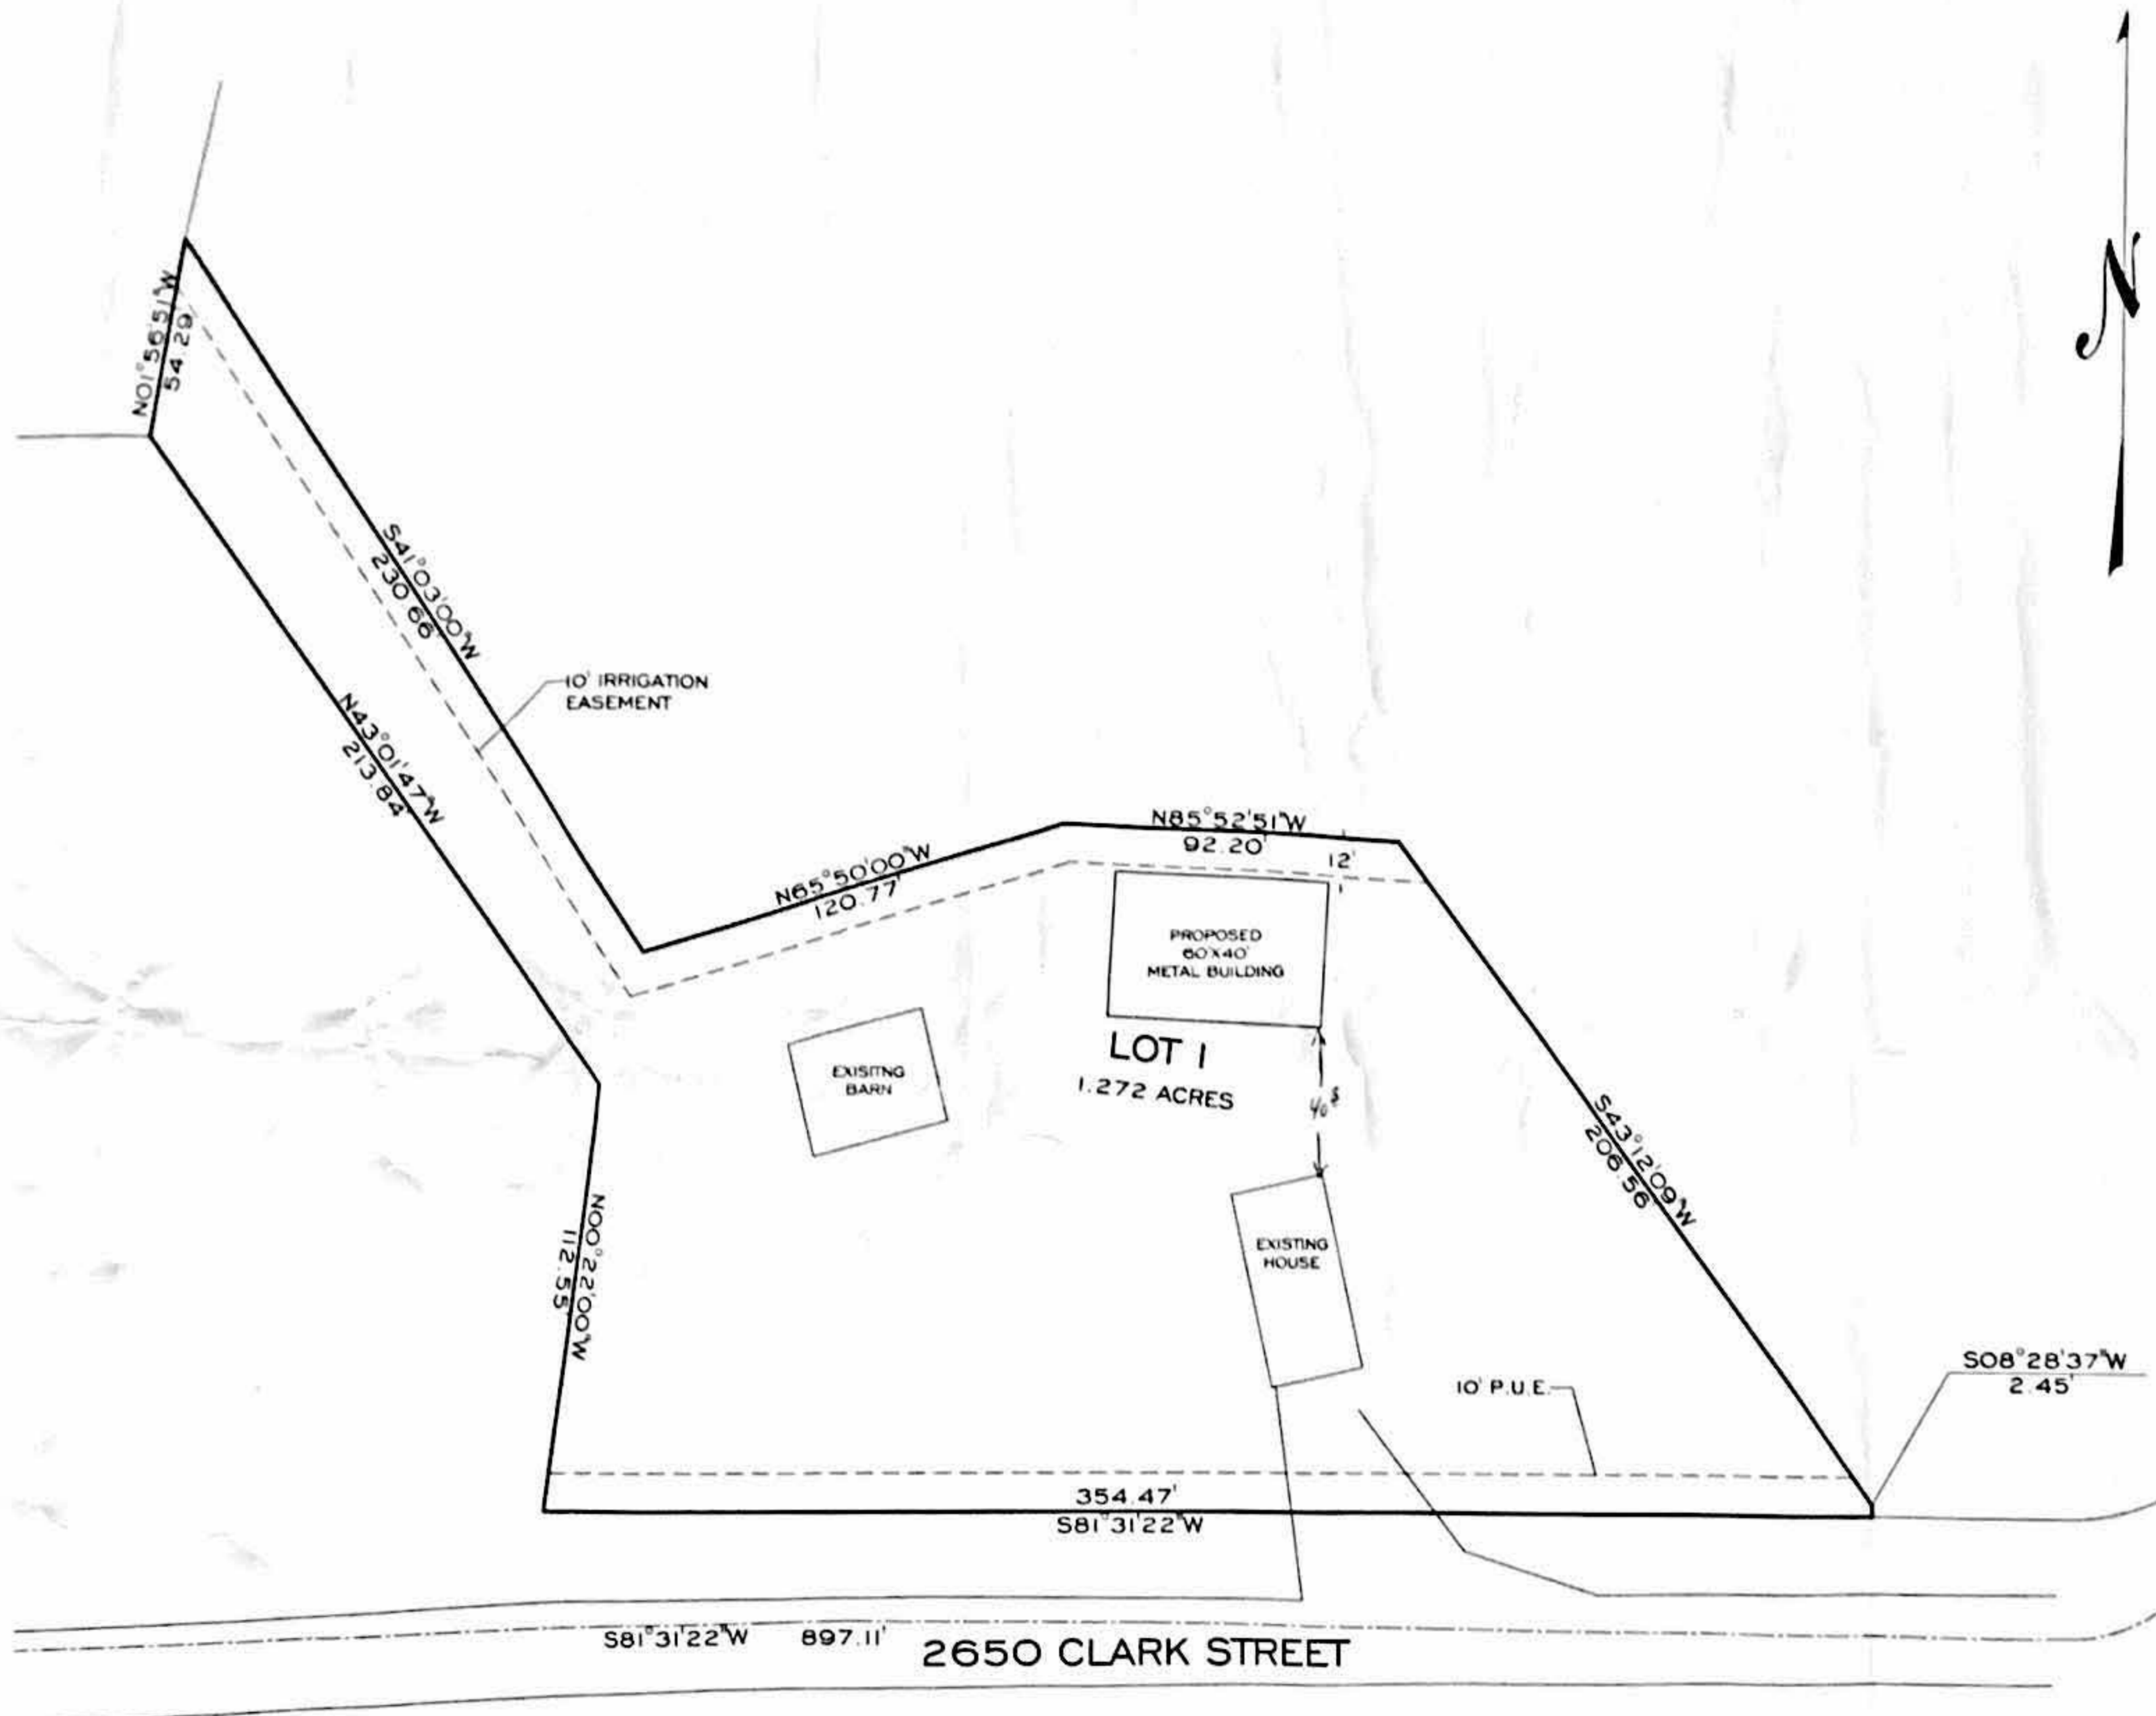 N
N01°56'51"W
54.29'
S41°03'00"W
230.66'
10' IRRIGATION
EASEMENT
N43°01'47"W
213.84'
N65°50'00"W
120.77'
N85°52'51"W
92.20'
12'
PROPOSED
60'X40'
METAL BUILDING
LOT 1
1.272 ACRES
EXISITNG
BARN
S43°12'09"W
206.56'
N00°22'00"W
112.55'
EXISTING
HOUSE
10' P.U.E.
S08°28'37"W
2.45'
354.47'
S81°31'22"W
S81°31'22"W 897.11'
2650 CLARK STREET